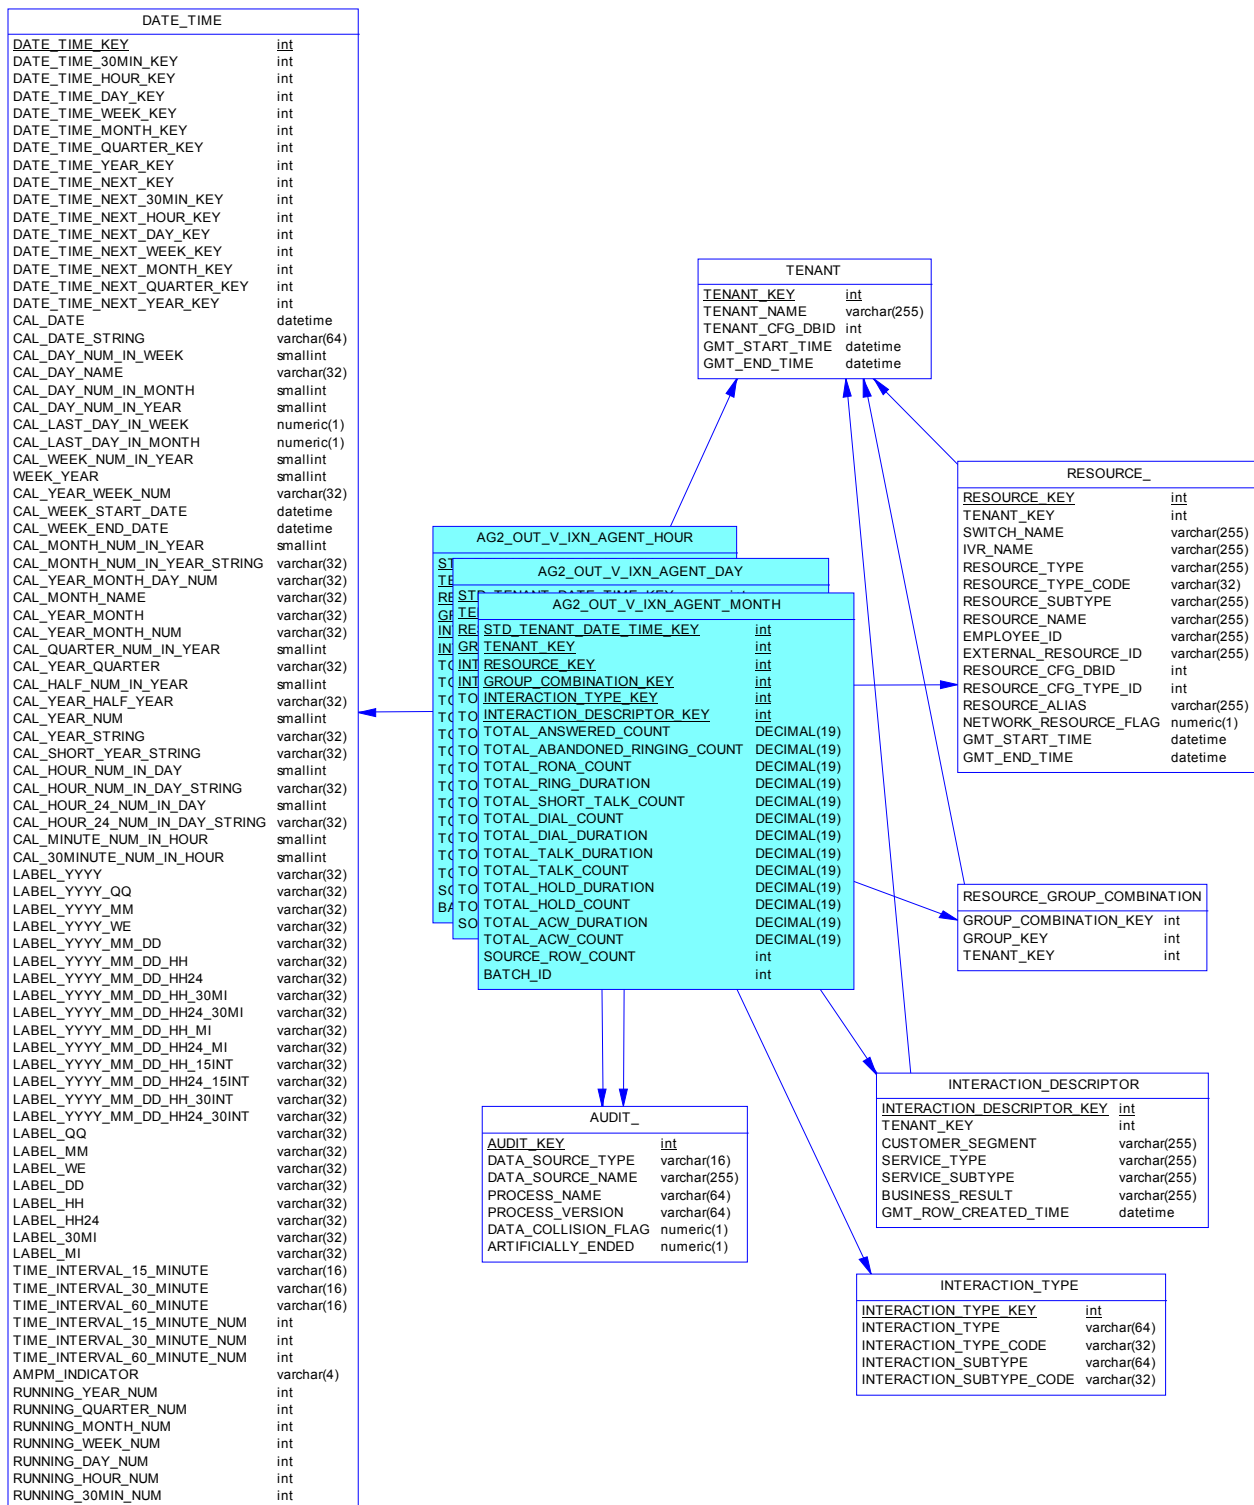 DATE_TIME
DATE_TIME_KEY int
DATE_TIME_30MIN_KEY int
DATE_TIME_HOUR_KEY int
DATE_TIME_DAY_KEY int
DATE_TIME_WEEK_KEY int
DATE_TIME_MONTH_KEY int
DATE_TIME_QUARTER_KEY int
DATE_TIME_YEAR_KEY int
DATE_TIME_NEXT_KEY int
DATE_TIME_NEXT_30MIN_KEY int
DATE_TIME_NEXT_HOUR_KEY int
DATE_TIME_NEXT_DAY_KEY int
DATE_TIME_NEXT_WEEK_KEY int
DATE_TIME_NEXT_MONTH_KEY int
DATE_TIME_NEXT_QUARTER_KEY int
DATE_TIME_NEXT_YEAR_KEY int
CAL_DATE datetime
CAL_DATE_STRING varchar(64)
CAL_DAY_NUM_IN_WEEK smallint
CAL_DAY_NAME varchar(32)
CAL_DAY_NUM_IN_MONTH smallint
CAL_DAY_NUM_IN_YEAR smallint
CAL_LAST_DAY_IN_WEEK numeric(1)
CAL_LAST_DAY_IN_MONTH numeric(1)
CAL_WEEK_NUM_IN_YEAR smallint
WEEK_YEAR smallint
CAL_YEAR_WEEK_NUM varchar(32)
CAL_WEEK_START_DATE datetime
CAL_WEEK_END_DATE datetime
CAL_MONTH_NUM_IN_YEAR smallint
CAL_MONTH_NUM_IN_YEAR_STRING varchar(32)
CAL_YEAR_MONTH_DAY_NUM varchar(32)
CAL_MONTH_NAME varchar(32)
CAL_YEAR_MONTH varchar(32)
CAL_YEAR_MONTH_NUM varchar(32)
CAL_QUARTER_NUM_IN_YEAR smallint
CAL_YEAR_QUARTER varchar(32)
CAL_HALF_NUM_IN_YEAR smallint
CAL_YEAR_HALF_YEAR varchar(32)
CAL_YEAR_NUM smallint
CAL_YEAR_STRING varchar(32)
CAL_SHORT_YEAR_STRING varchar(32)
CAL_HOUR_NUM_IN_DAY smallint
CAL_HOUR_NUM_IN_DAY_STRING varchar(32)
CAL_HOUR_24_NUM_IN_DAY smallint
CAL_HOUR_24_NUM_IN_DAY_STRING varchar(32)
CAL_MINUTE_NUM_IN_HOUR smallint
CAL_30MINUTE_NUM_IN_HOUR smallint
LABEL_YYYY varchar(32)
LABEL_YYYY_QQ varchar(32)
LABEL_YYYY_MM varchar(32)
LABEL_YYYY_WE varchar(32)
LABEL_YYYY_MM_DD varchar(32)
LABEL_YYYY_MM_DD_HH varchar(32)
LABEL_YYYY_MM_DD_HH24 varchar(32)
LABEL_YYYY_MM_DD_HH_30MI varchar(32)
LABEL_YYYY_MM_DD_HH24_30MI varchar(32)
LABEL_YYYY_MM_DD_HH_MI varchar(32)
LABEL_YYYY_MM_DD_HH24_MI varchar(32)
LABEL_YYYY_MM_DD_HH_15INT varchar(32)
LABEL_YYYY_MM_DD_HH24_15INT varchar(32)
LABEL_YYYY_MM_DD_HH_30INT varchar(32)
LABEL_YYYY_MM_DD_HH24_30INT varchar(32)
LABEL_QQ varchar(32)
LABEL_MM varchar(32)
LABEL_WE varchar(32)
LABEL_DD varchar(32)
LABEL_HH varchar(32)
LABEL_HH24 varchar(32)
LABEL_30MI varchar(32)
LABEL_MI varchar(32)
TIME_INTERVAL_15_MINUTE varchar(16)
TIME_INTERVAL_30_MINUTE varchar(16)
TIME_INTERVAL_60_MINUTE varchar(16)
TIME_INTERVAL_15_MINUTE_NUM int
TIME_INTERVAL_30_MINUTE_NUM int
TIME_INTERVAL_60_MINUTE_NUM int
AMPM_INDICATOR varchar(4)
RUNNING_YEAR_NUM int
RUNNING_QUARTER_NUM int
RUNNING_MONTH_NUM int
RUNNING_WEEK_NUM int
RUNNING_DAY_NUM int
RUNNING_HOUR_NUM int
RUNNING_30MIN_NUM int
TENANT
TENANT_KEY int
TENANT_NAME varchar(255)
TENANT_CFG_DBID int
GMT_START_TIME datetime
GMT_END_TIME datetime
RESOURCE_
RESOURCE_KEY int
TENANT_KEY int
SWITCH_NAME varchar(255)
IVR_NAME varchar(255)
RESOURCE_TYPE varchar(255)
RESOURCE_TYPE_CODE varchar(32)
RESOURCE_SUBTYPE varchar(255)
RESOURCE_NAME varchar(255)
EMPLOYEE_ID varchar(255)
EXTERNAL_RESOURCE_ID varchar(255)
RESOURCE_CFG_DBID int
RESOURCE_CFG_TYPE_ID int
RESOURCE_ALIAS varchar(255)
NETWORK_RESOURCE_FLAG numeric(1)
GMT_START_TIME datetime
GMT_END_TIME datetime
AG2_OUT_V_IXN_AGENT_HOUR
AG2_OUT_V_IXN_AGENT_DAY
AG2_OUT_V_IXN_AGENT_MONTH
STD_TENANT_DATE_TIME_KEY int
TENANT_KEY int
RESOURCE_KEY int
GROUP_COMBINATION_KEY int
INTERACTION_TYPE_KEY int
INTERACTION_DESCRIPTOR_KEY int
TOTAL_ANSWERED_COUNT DECIMAL(19)
TOTAL_ABANDONED_RINGING_COUNT DECIMAL(19)
TOTAL_RONA_COUNT DECIMAL(19)
TOTAL_RING_DURATION DECIMAL(19)
TOTAL_SHORT_TALK_COUNT DECIMAL(19)
TOTAL_DIAL_COUNT DECIMAL(19)
TOTAL_DIAL_DURATION DECIMAL(19)
TOTAL_TALK_DURATION DECIMAL(19)
TOTAL_TALK_COUNT DECIMAL(19)
TOTAL_HOLD_DURATION DECIMAL(19)
TOTAL_HOLD_COUNT DECIMAL(19)
TOTAL_ACW_DURATION DECIMAL(19)
TOTAL_ACW_COUNT DECIMAL(19)
SOURCE_ROW_COUNT int
BATCH_ID int
RESOURCE_GROUP_COMBINATION
GROUP_COMBINATION_KEY int
GROUP_KEY int
TENANT_KEY int
INTERACTION_DESCRIPTOR
INTERACTION_DESCRIPTOR_KEY int
TENANT_KEY int
CUSTOMER_SEGMENT varchar(255)
SERVICE_TYPE varchar(255)
SERVICE_SUBTYPE varchar(255)
BUSINESS_RESULT varchar(255)
GMT_ROW_CREATED_TIME datetime
AUDIT_
AUDIT_KEY int
DATA_SOURCE_TYPE varchar(16)
DATA_SOURCE_NAME varchar(255)
PROCESS_NAME varchar(64)
PROCESS_VERSION varchar(64)
DATA_COLLISION_FLAG numeric(1)
ARTIFICIALLY_ENDED numeric(1)
INTERACTION_TYPE
INTERACTION_TYPE_KEY int
INTERACTION_TYPE varchar(64)
INTERACTION_TYPE_CODE varchar(32)
INTERACTION_SUBTYPE varchar(64)
INTERACTION_SUBTYPE_CODE varchar(32)